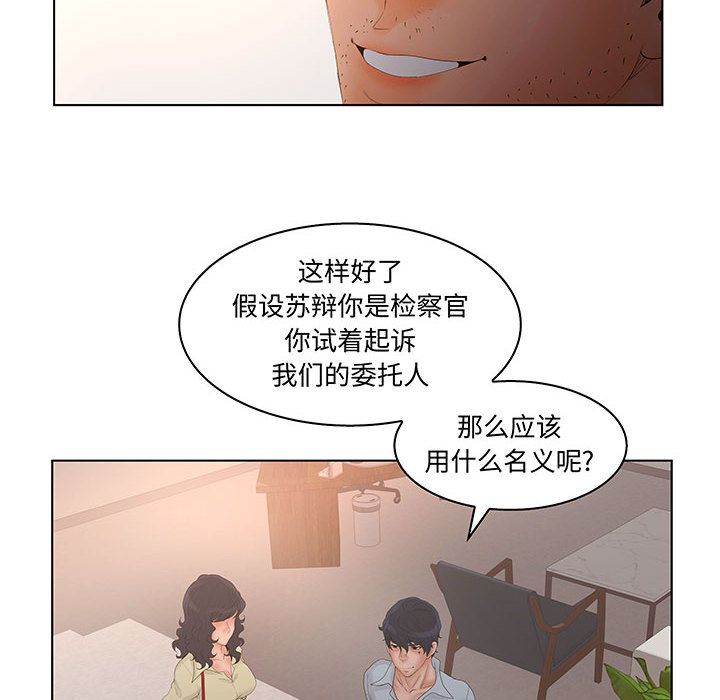 这样好了
假设苏辩你是检察官
你试着起诉
我们的委托人
那么应该
用什么名义呢?